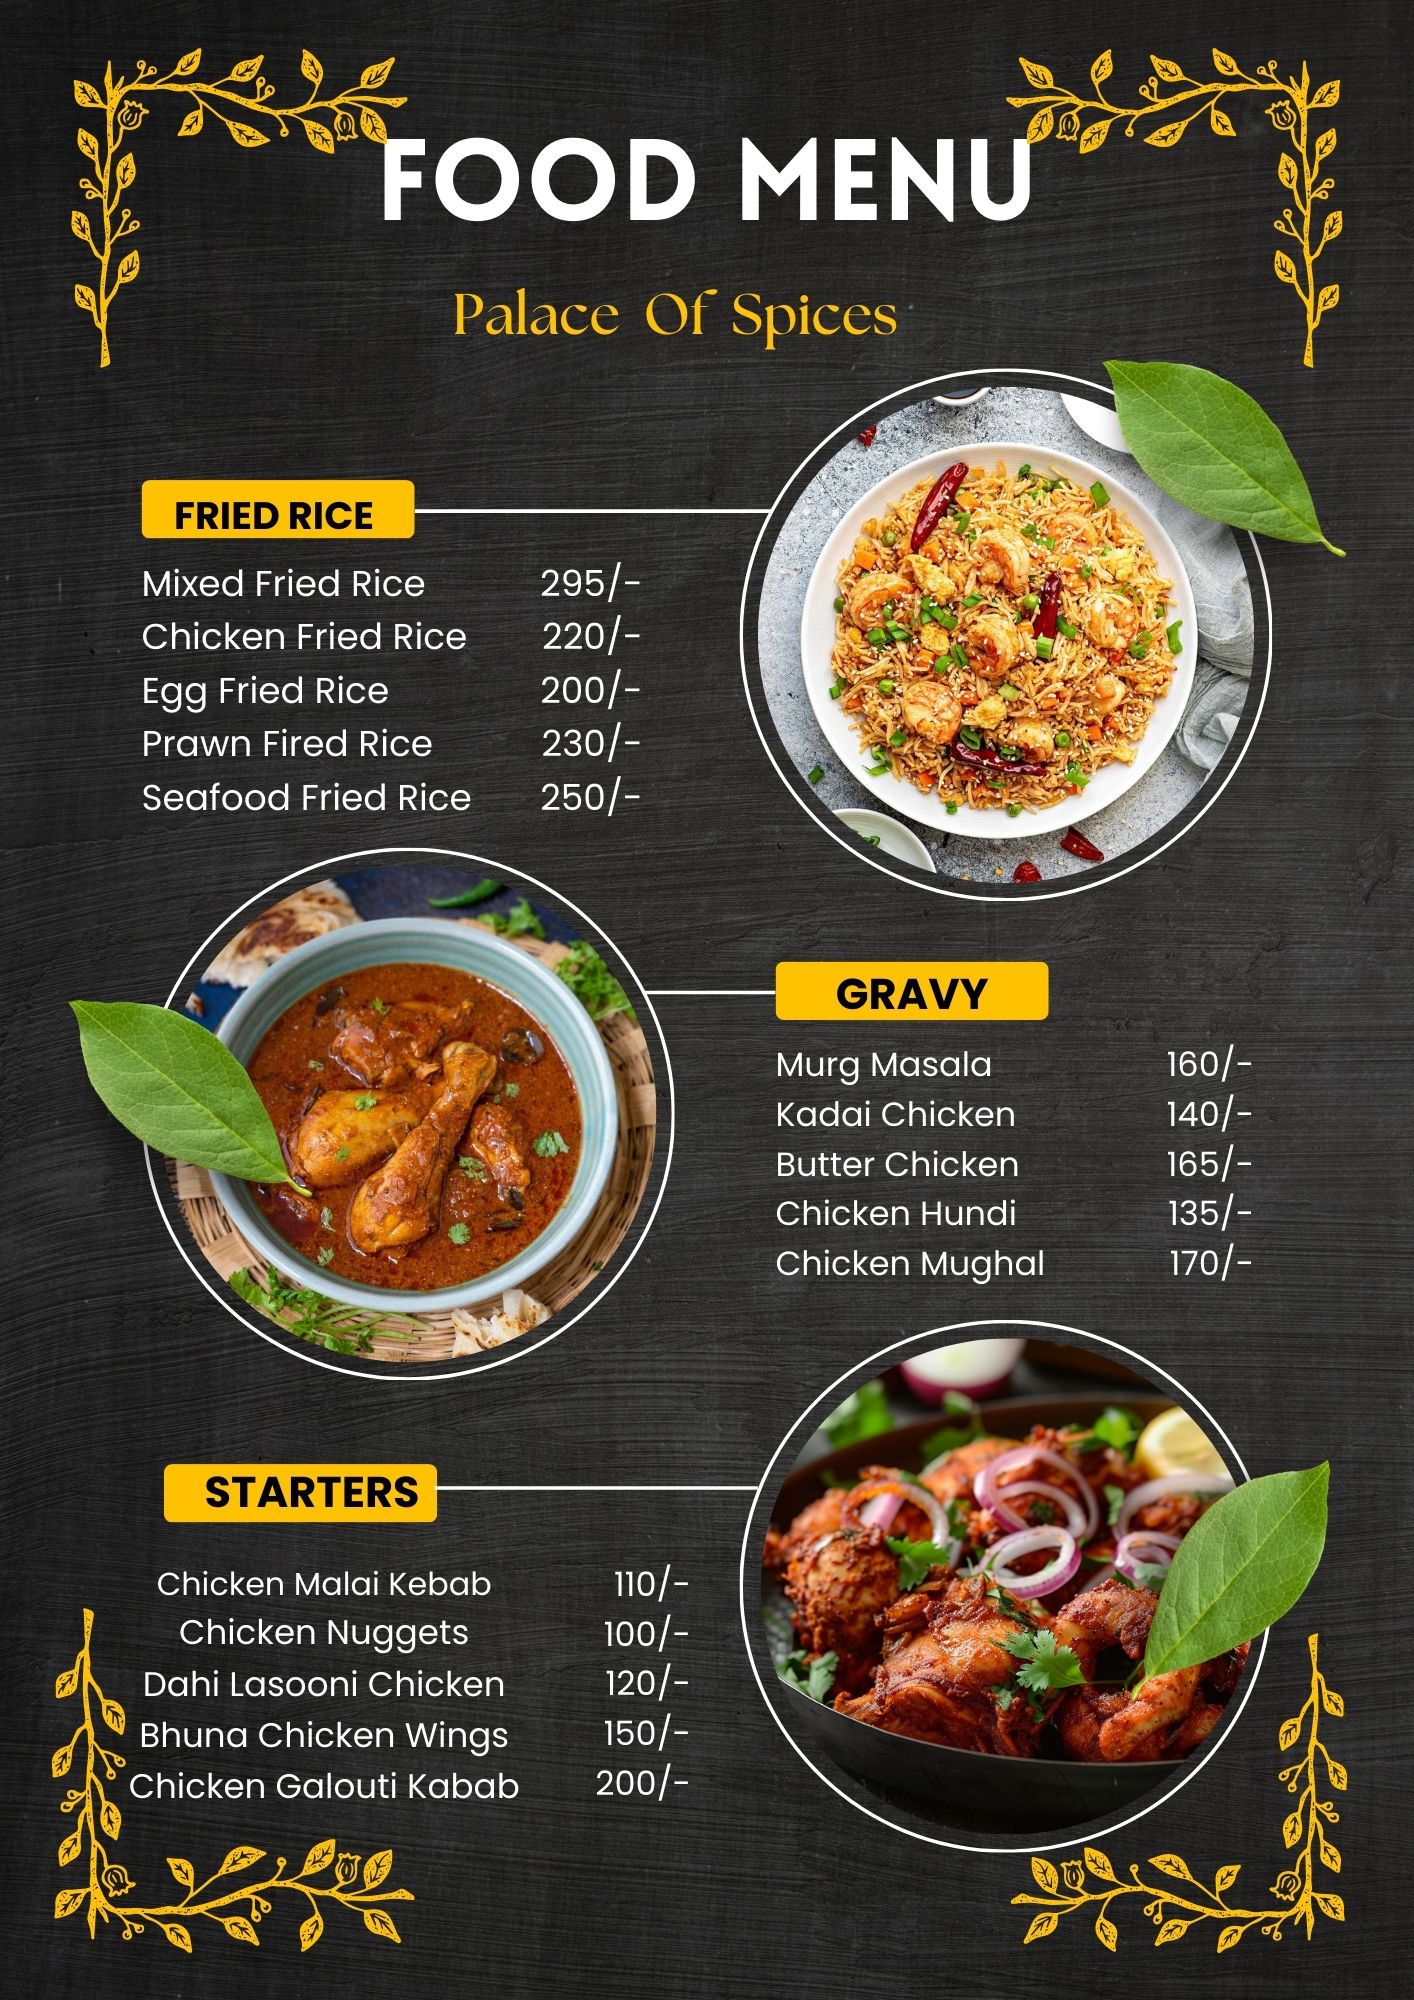 FOOD MENU
Palace Of Spices
FRIED RICE
Mixed Fried Rice 295/-
Chicken Fried Rice 220/-
Egg Fried Rice 200/-
Prawn Fired Rice 230/-
Seafood Fried Rice 250/-
GRAVY
Murg Masala 160/-
Kadai Chicken 140/-
Butter Chicken 165/-
Chicken Hundi 135/-
Chicken Mughal 170/-
STARTERS
Chicken Malai Kebab 110/-
Chicken Nuggets 100/-
Dahi Lasooni Chicken 120/-
Bhuna Chicken Wings 150/-
Chicken Galouti Kabab 200/-